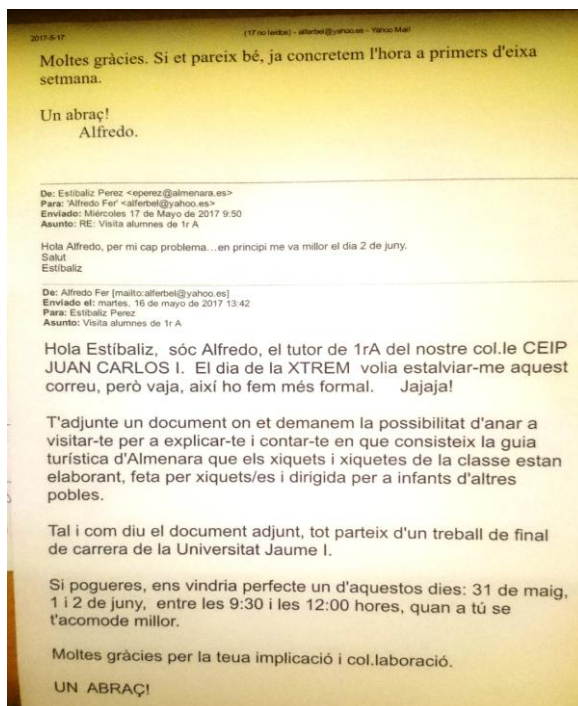 2017-5-17
(17 no leídos) - alferbel@yahoo.es - Yahoo Mail
Moltes gràcies. Si et pareix bé, ja concretem l'hora a primers d'eixa
setmana.
Un abraç!
Alfredo.
De: Estibaliz Perez <eperez@almenara.es>
Para: 'Alfredo Fer' <alferbel@yahoo.es>
Enviado: Miércoles 17 de Mayo de 2017 9:50
Asunto: RE: Visita alumnes de 1r A
Hola Alfredo, per mi cap problema…en principi me va millor el dia 2 de juny.
Salut
Estíbaliz
De: Alfredo Fer [mailto:alferbel@yahoo.es]
Enviado el: martes, 16 de mayo de 2017 13:42
Para: Estibaliz Perez
Asunto: Visita alumnes de 1r A
Hola Estíbaliz, sóc Alfredo, el tutor de 1rA del nostre col.le CEIP
JUAN CARLOS I. El dia de la XTREM volia estalviar-me aquest
correu, però vaja, així ho fem més formal. Jajaja!
T'adjunte un document on et demanem la possibilitat d'anar a
visitar-te per a explicar-te i contar-te en que consisteix la guia
turística d'Almenara que els xiquets i xiquetes de la classe estan
elaborant, feta per xiquets/es i dirigida per a infants d'altres
pobles.
Tal i com diu el document adjunt, tot parteix d'un treball de final
de carrera de la Universitat Jaume I.
Si pogueres, ens vindria perfecte un d'aquestos dies: 31 de maig,
1 i 2 de juny, entre les 9:30 i les 12:00 hores, quan a tú se
t'acomode millor.
Moltes gràcies per la teua implicació i col.laboració.
UN ABRAÇ!